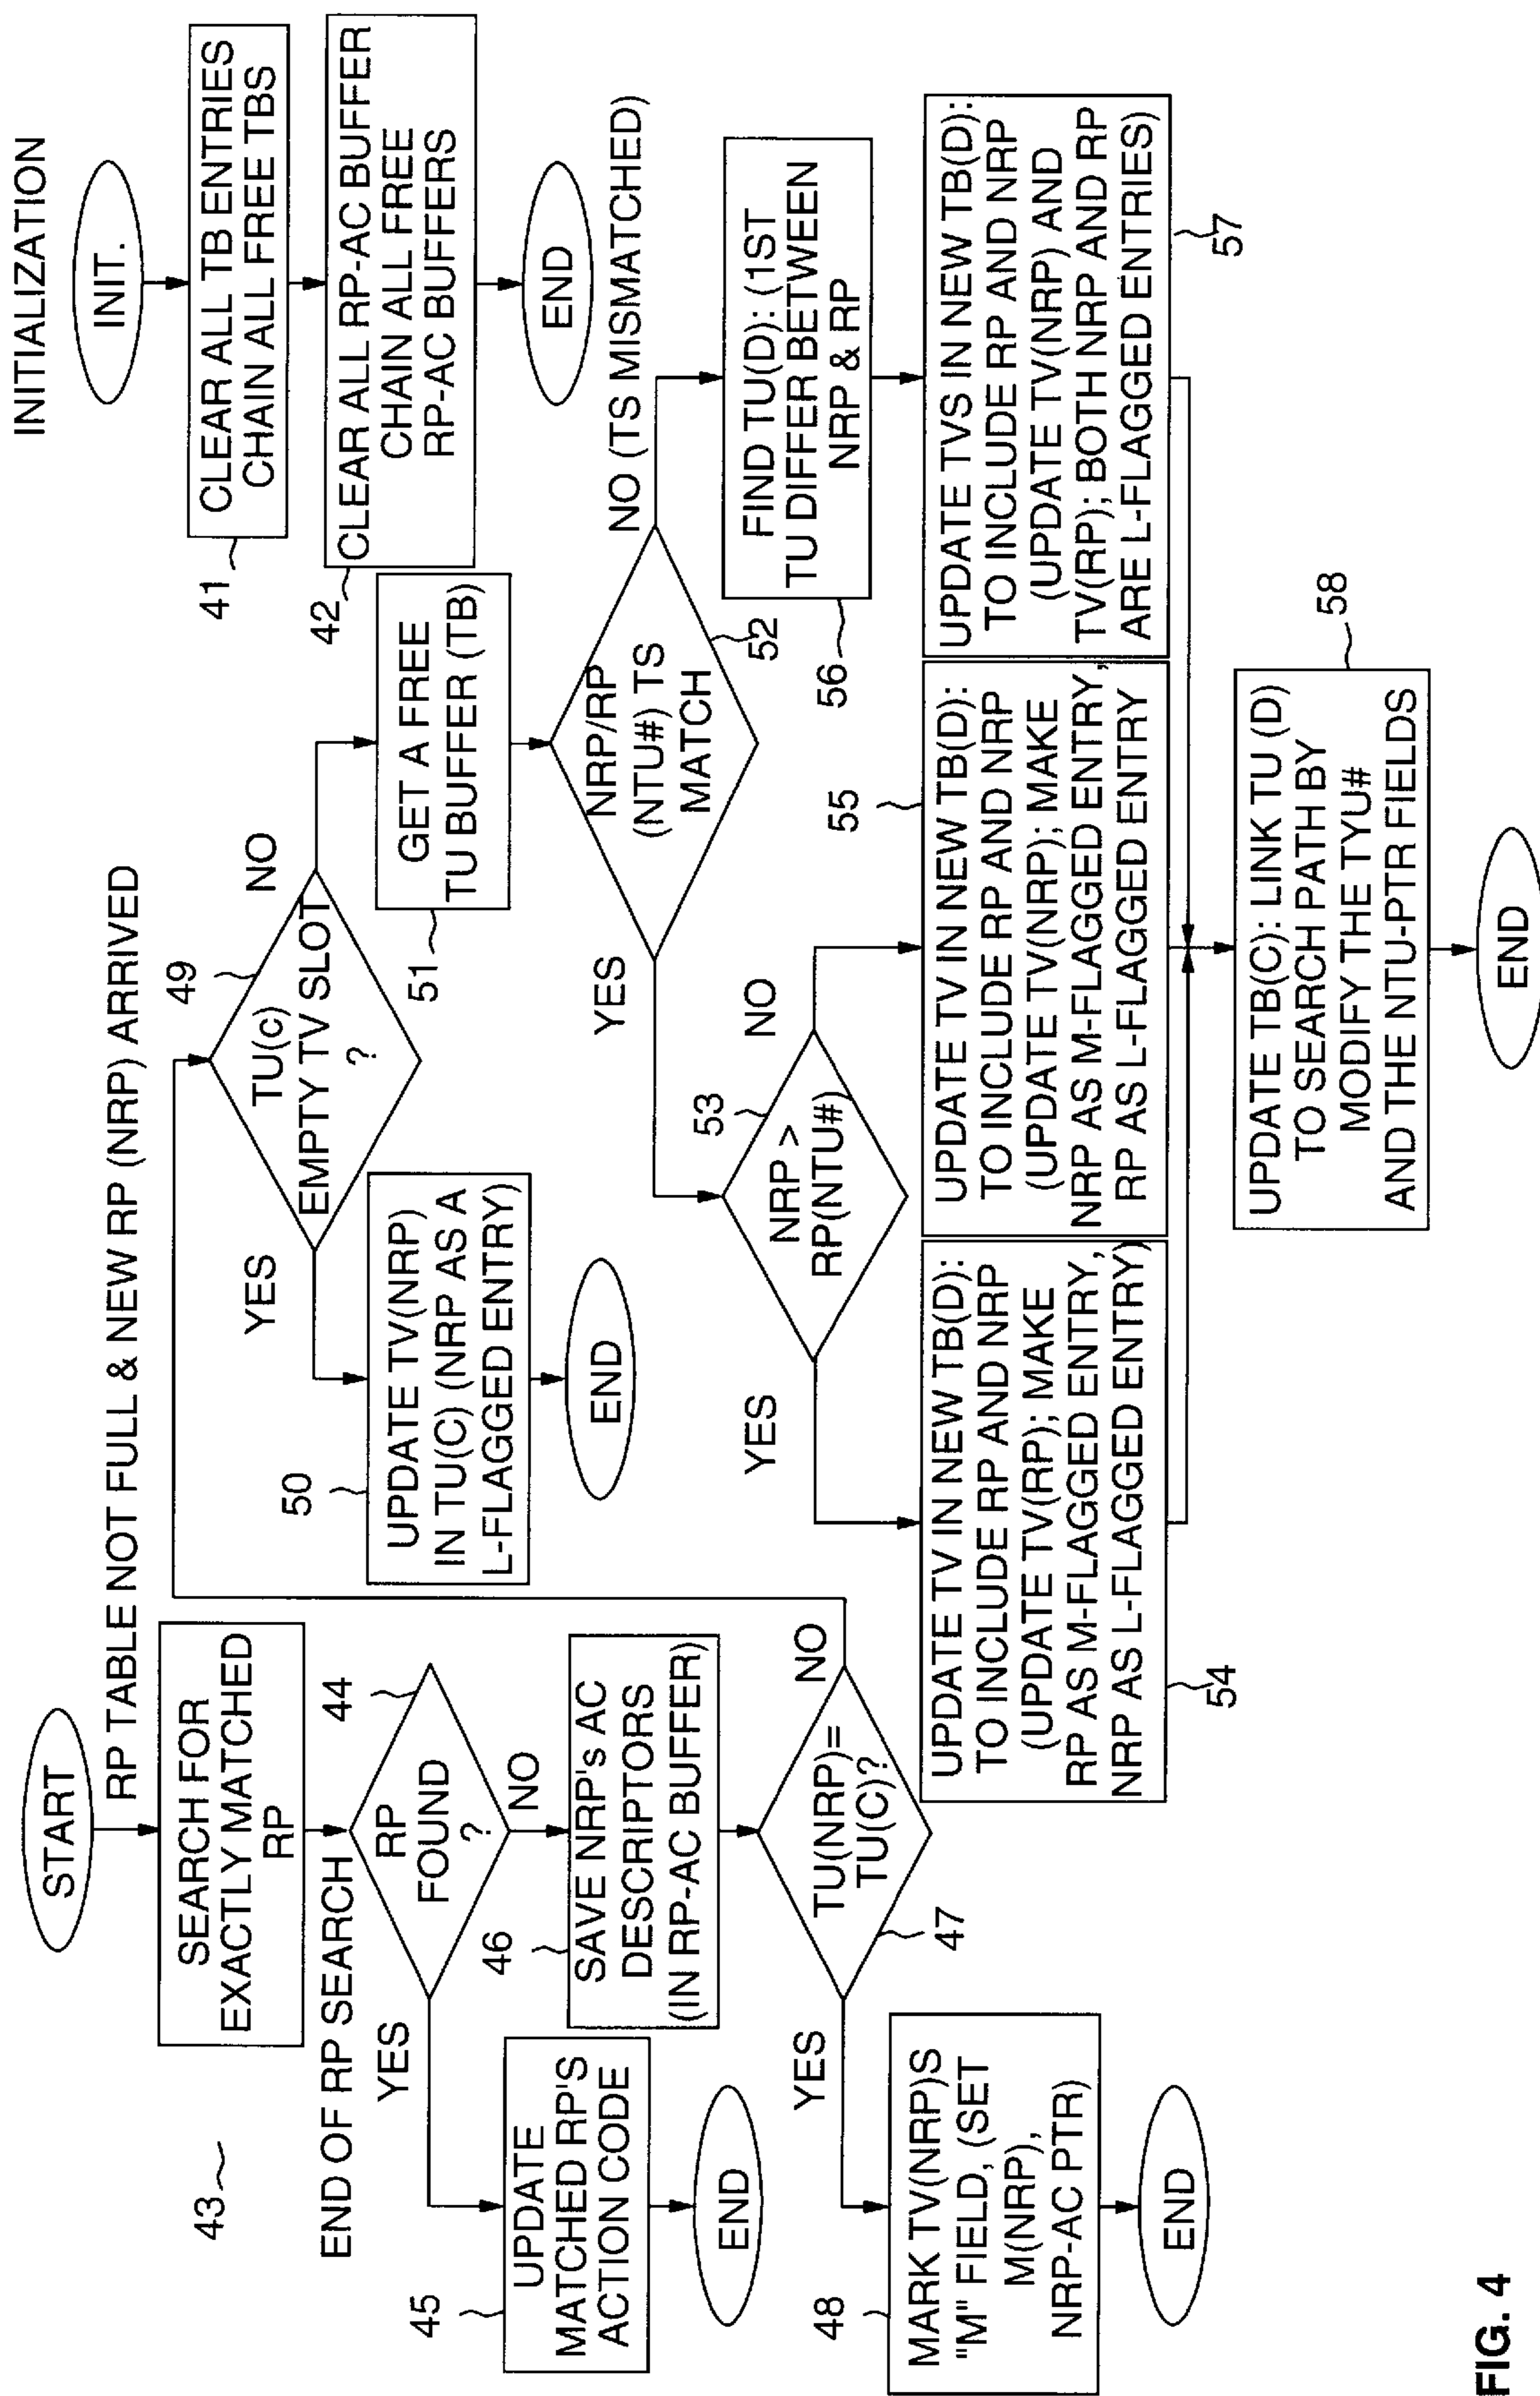 START
RP TABLE NOT FULL & NEW RP (NRP) ARRIVED
43
SEARCH FOR
EXACTLY MATCHED
RP
END OF RP SEARCH
44
RP
FOUND
?
YES
NO
45
UPDATE
MATCHED RP'S
ACTION CODE
END
46
SAVE NRP's AC
DESCRIPTORS
(IN RP-AC BUFFER)
47
TU(NRP)=
TU(C)?
YES
NO
48
MARK TV(NRP)S
"M" FIELD, (SET
M(NRP),
NRP-AC PTR)
END
49
TU(c)
EMPTY TV SLOT
?
YES
NO
50
UPDATE TV(NRP)
IN TU(C) (NRP AS A
L-FLAGGED ENTRY)
END
51
GET A FREE
TU BUFFER (TB)
52
NRP/RP
(NTU#) TS
MATCH
YES
NO (TS MISMATCHED)
53
NRP >
RP(NTU#)
YES
NO
54
UPDATE TV IN NEW TB(D):
TO INCLUDE RP AND NRP
(UPDATE TV(RP); MAKE
RP AS M-FLAGGED ENTRY,
NRP AS L-FLAGGED ENTRY)
55
UPDATE TV IN NEW TB(D):
TO INCLUDE RP AND NRP
(UPDATE TV(NRP); MAKE
NRP AS M-FLAGGED ENTRY,
RP AS L-FLAGGED ENTRY
56
FIND TU(D): (1ST
TU DIFFER BETWEEN
NRP & RP
57
UPDATE TVS IN NEW TB(D):
TO INCLUDE RP AND NRP
(UPDATE TV(NRP) AND
TV(RP); BOTH NRP AND RP
ARE L-FLAGGED ENTRIES)
58
UPDATE TB(C): LINK TU (D)
TO SEARCH PATH BY
MODIFY THE TYU#
AND THE NTU-PTR FIELDS
END
INITIALIZATION
INIT.
41
CLEAR ALL TB ENTRIES
CHAIN ALL FREE TBS
42
CLEAR ALL RP-AC BUFFER
CHAIN ALL FREE
RP-AC BUFFERS
END
FIG. 4